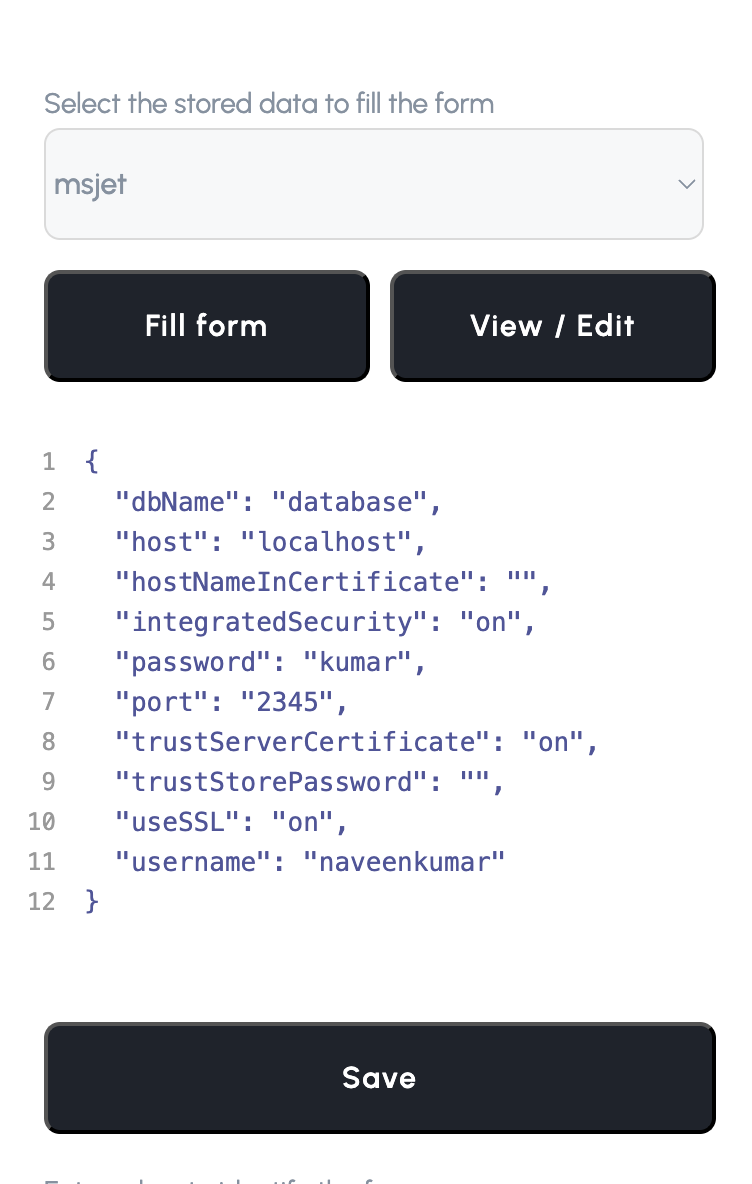 Select the stored data to fill the form
msjet
Fill form
View / Edit
1 {
2 "dbName": "database",
3 "host": "localhost",
4 "hostNameInCertificate": "",
5 "integratedSecurity": "on",
6 "password": "kumar",
7 "port": "2345",
8 "trustServerCertificate": "on",
9 "trustStorePassword": "",
10 "useSSL": "on",
11 "username": "naveenkumar"
12 }
Save